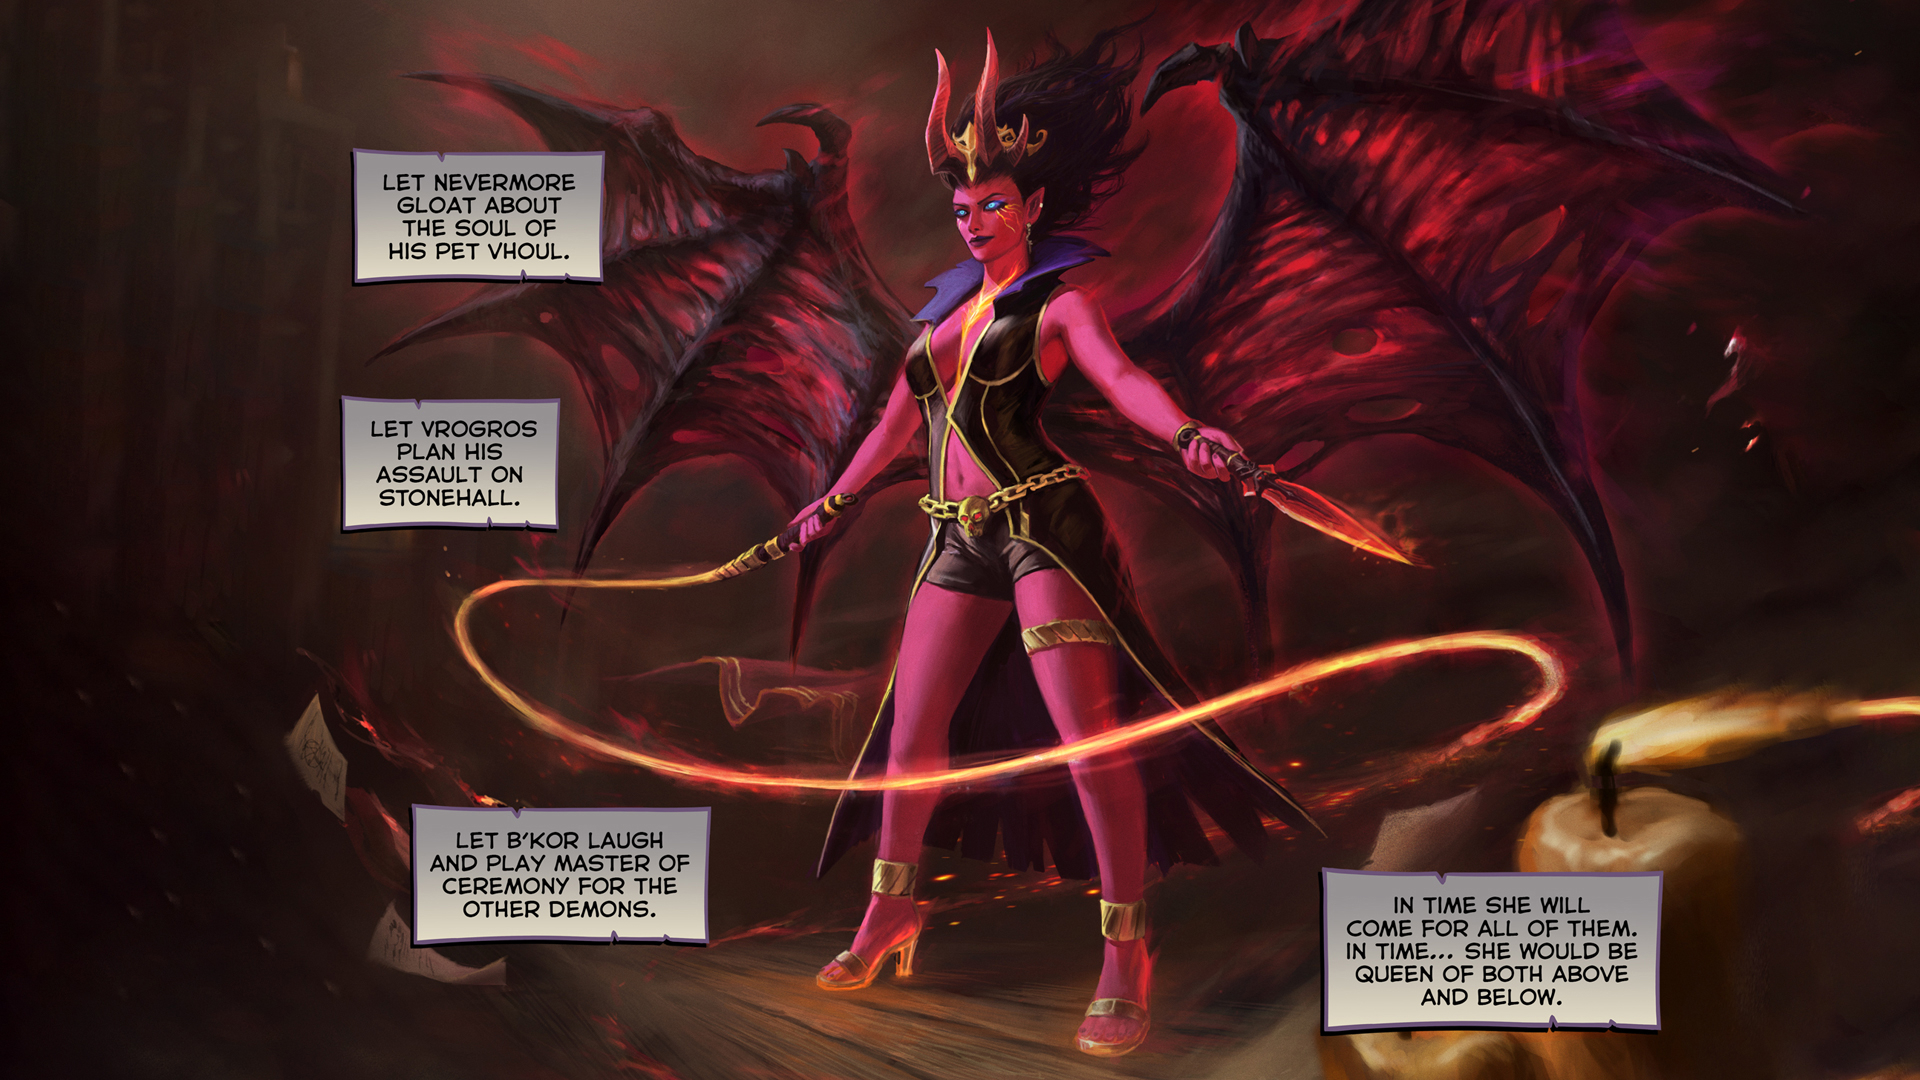 LET NEVERMORE
GLOAT ABOUT
THE SOUL OF
HIS PET VHOUL.
LET VROGROS
PLAN HIS
ASSAULT ON
STONEHALL.
LET B'KOR LAUGH
AND PLAY MASTER OF
CEREMONY FOR THE
OTHER DEMONS.
IN TIME SHE WILL
COME FOR ALL OF THEM.
IN TIME... SHE WOULD BE
QUEEN OF BOTH ABOVE
AND BELOW.